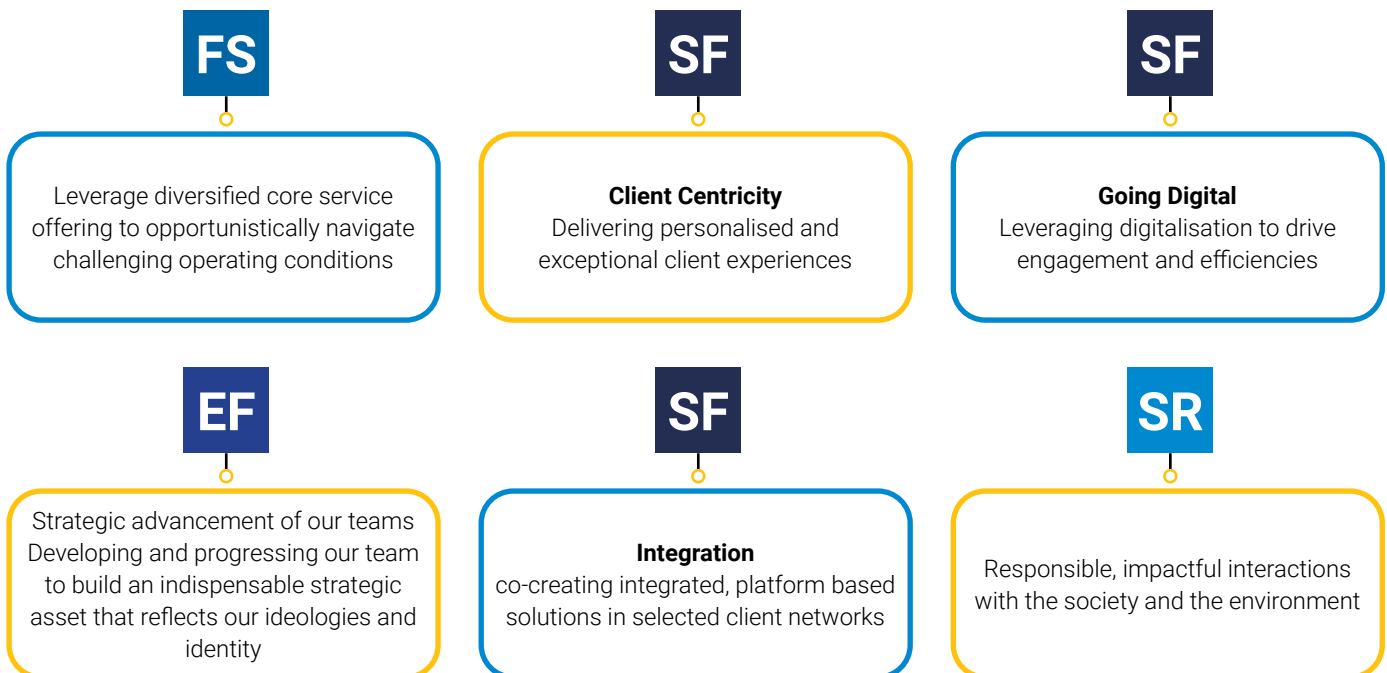 FS
Leverage diversified core service
offering to opportunistically navigate
challenging operating conditions
SF
Client Centricity
Delivering personalised and
exceptional client experiences
SF
Going Digital
Leveraging digitalisation to drive
engagement and efficiencies
EF
Strategic advancement of our teams
Developing and progressing our team
to build an indispensable strategic
asset that reflects our ideologies and
identity
SF
Integration
co-creating integrated, platform based
solutions in selected client networks
SR
Responsible, impactful interactions
with the society and the environment